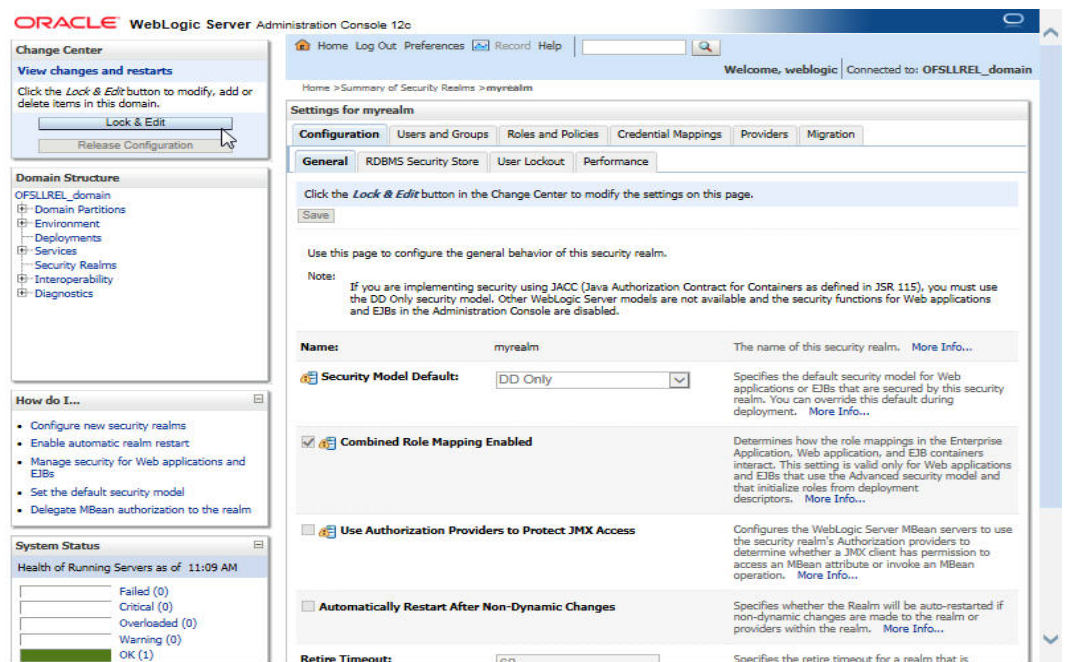 ORACLE WebLogic Server Administration Console 12c
Change Center
View changes and restarts
Click the Lock & Edit button to modify, add or
delete items in this domain.
Lock & Edit
Release Configuration
Domain Structure
OFSLLREL_domain
Domain Partitions
Environment
Deployments
Services
Security Realms
Interoperability
Diagnostics
How do I...
Configure new security realms
Enable automatic realm restart
Manage security for Web applications and
EJBs
Set the default security model
Delegate MBean authorization to the realm
System Status
Health of Running Servers as of 11:09 AM
Failed (0)
Critical (0)
Overloaded (0)
Warning (0)
OK (1)
Home Log Out Preferences Record Help
Welcome, weblogic Connected to: OFSLLREL_domain
Home >Summary of Security Realms >myrealm
Settings for myrealm
Configuration Users and Groups Roles and Policies Credential Mappings Providers Migration
General RDBMS Security Store User Lockout Performance
Click the Lock & Edit button in the Change Center to modify the settings on this page.
Save
Use this page to configure the general behavior of this security realm.
Note:
If you are implementing security using JACC (Java Authorization Contract for Containers as defined in JSR 115), you must use
the DD Only security model. Other WebLogic Server models are not available and the security functions for Web applications
and EJBs in the Administration Console are disabled.
Name: myrealm The name of this security realm. More Info...
Security Model Default: DD Only
Specifies the default security model for Web
applications or EJBs that are secured by this security
realm. You can override this default during
deployment. More Info...
Combined Role Mapping Enabled
Determines how the role mappings in the Enterprise
Application, Web application, and EJB containers
interact. This setting is valid only for Web applications
and EJBs that use the Advanced security model and
that initialize roles from deployment
descriptors. More Info...
Use Authorization Providers to Protect JMX Access
Configures the WebLogic Server MBean servers to use
the security realm's Authorization providers to
determine whether a JMX client has permission to
access an MBean attribute or invoke an MBean
operation. More Info...
Automatically Restart After Non-Dynamic Changes
Specifies whether the Realm will be auto-restarted if
non-dynamic changes are made to the realm or
providers within the realm. More Info...
Retire Timeout:
Specifies the retire timeout for a realm that is